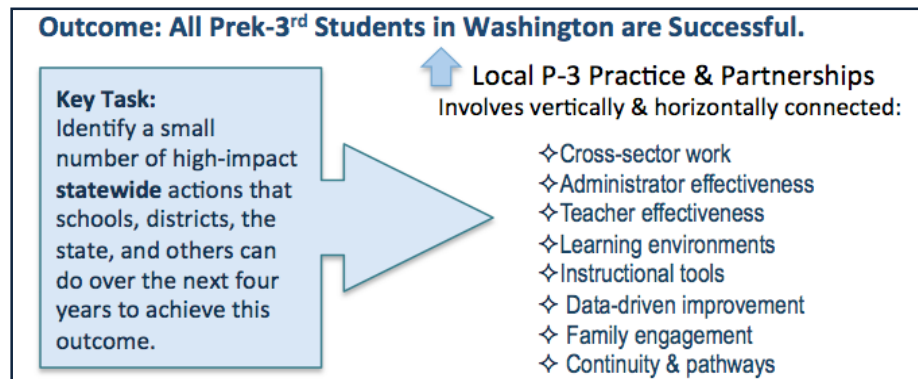 Outcome: All Prek-3rd Students in Washington are Successful.
Key Task:
Identify a small
number of high-impact
statewide actions that
schools, districts, the
state, and others can
do over the next four
years to achieve this
outcome.
Local P-3 Practice & Partnerships
Involves vertically & horizontally connected:
✧Cross-sector work
✧Administrator effectiveness
✧Teacher effectiveness
✧Learning environments
✧Instructional tools
✧ Data-driven improvement
✧ Family engagement
✧ Continuity & pathways